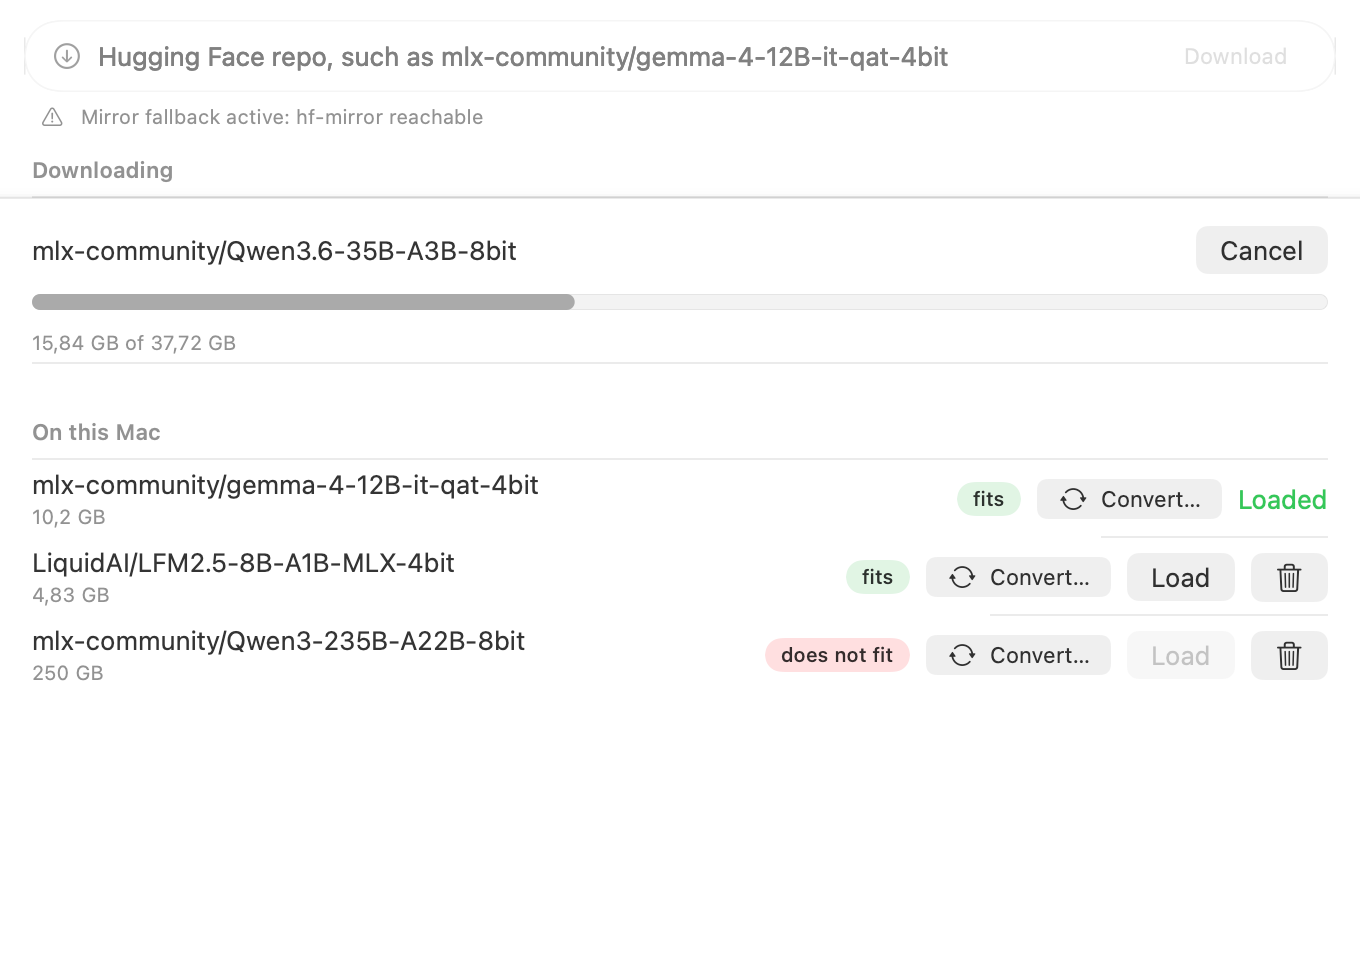 Hugging Face repo, such as mlx-community/gemma-4-12B-it-qat-4bit Download
Mirror fallback active: hf-mirror reachable
Downloading
mlx-community/Qwen3.6-35B-A3B-8bit Cancel
15,84 GB of 37,72 GB
On this Mac
mlx-community/gemma-4-12B-it-qat-4bit
10,2 GB
fits Convert... Loaded
LiquidAI/LFM2.5-8B-A1B-MLX-4bit
4,83 GB
fits Convert... Load
mlx-community/Qwen3-235B-A22B-8bit
250 GB
does not fit Convert... Load